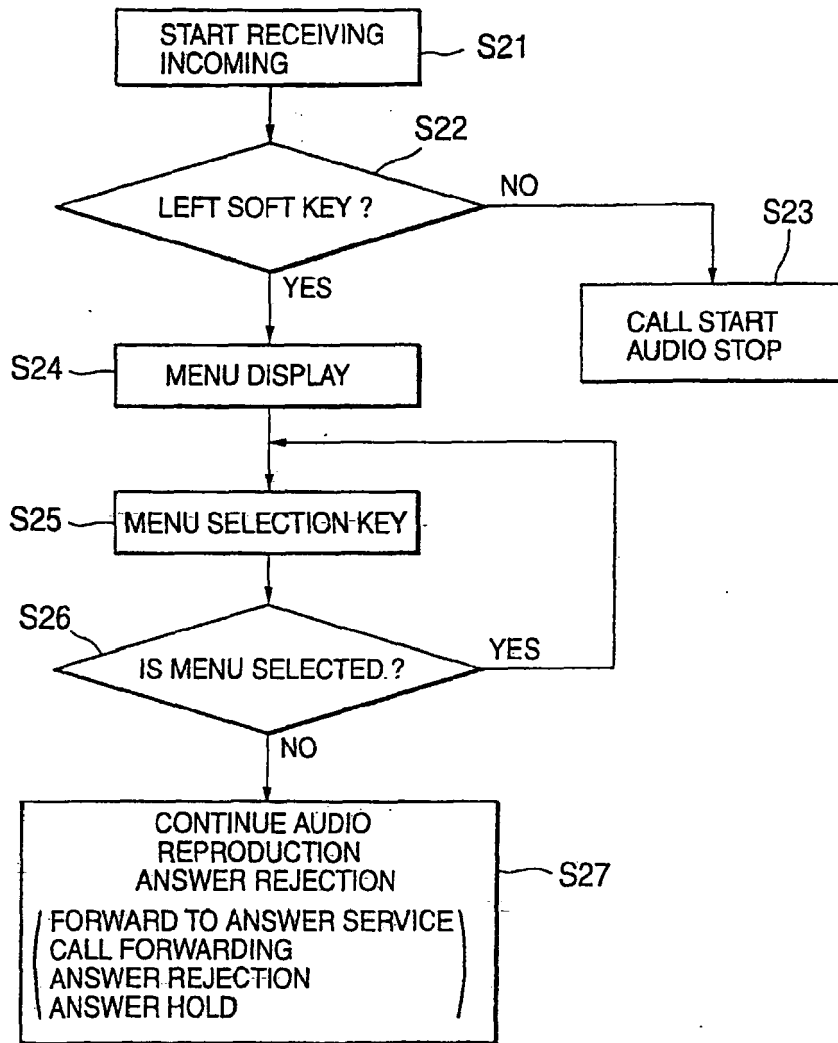 START RECEIVING
INCOMING
S21
S22
LEFT SOFT KEY ?
NO
S23
YES
CALL START
AUDIO STOP
S24
MENU DISPLAY
S25
MENU SELECTION KEY
S26
IS MENU SELECTED.?
YES
NO
CONTINUE AUDIO
REPRODUCTION
ANSWER REJECTION
S27
(FORWARD TO ANSWER SERVICE
CALL FORWARDING
ANSWER REJECTION
ANSWER HOLD)